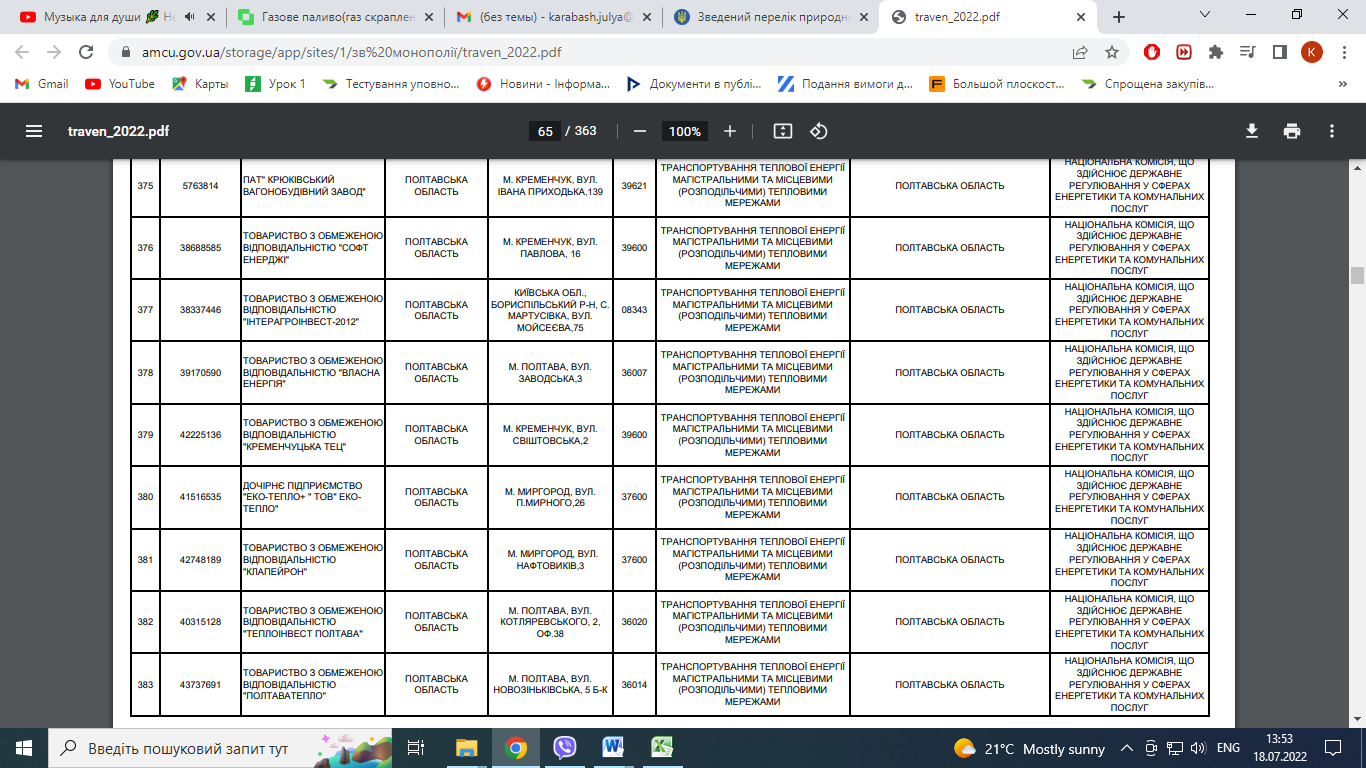 Музыка для души 🌿 Не
Газове паливо(газ скраплен
(без темы) - karabash.julya@
Зведений перелік природн
traven_2022.pdf
amcu.gov.ua/storage/app/sites/1/зв%20монополії/traven_2022.pdf
К
Gmail
YouTube
Карты
Урок 1
Тестування уповно...
Новини - Інформа...
Документи в публі...
Подання вимоги д...
Большой плоскост...
Спрощена закупів...
»
traven_2022.pdf
65 / 363
100%
375
5763814
ПАТ" КРЮКІВСЬКИЙ
ВАГОНОБУДІВНИЙ ЗАВОД"
ПОЛТАВСЬКА
ОБЛАСТЬ
М. КРЕМЕНЧУК, ВУЛ.
ІВАНА ПРИХОДЬКА,139
39621
ТРАНСПОРТУВАННЯ ТЕПЛОВОЇ ЕНЕРГІЇ
МАГІСТРАЛЬНИМИ ТА МІСЦЕВИМИ
(РОЗПОДІЛЬЧИМИ) ТЕПЛОВИМИ
МЕРЕЖАМИ
ПОЛТАВСЬКА ОБЛАСТЬ
НАЦІОНАЛЬНА КОМІСІЯ, ЩО
ЗДІЙСНЮЄ ДЕРЖАВНЕ
РЕГУЛЮВАННЯ У СФЕРАХ
ЕНЕРГЕТИКИ ТА КОМУНАЛЬНИХ
ПОСЛУГ
376
38688585
ТОВАРИСТВО З ОБМЕЖЕНОЮ
ВІДПОВІДАЛЬНІСТЮ "СОФТ
ЕНЕРДЖІ"
ПОЛТАВСЬКА
ОБЛАСТЬ
М. КРЕМЕНЧУК, ВУЛ.
ПАВЛОВА, 16
39600
ТРАНСПОРТУВАННЯ ТЕПЛОВОЇ ЕНЕРГІЇ
МАГІСТРАЛЬНИМИ ТА МІСЦЕВИМИ
(РОЗПОДІЛЬЧИМИ) ТЕПЛОВИМИ
МЕРЕЖАМИ
ПОЛТАВСЬКА ОБЛАСТЬ
НАЦІОНАЛЬНА КОМІСІЯ, ЩО
ЗДІЙСНЮЄ ДЕРЖАВНЕ
РЕГУЛЮВАННЯ У СФЕРАХ
ЕНЕРГЕТИКИ ТА КОМУНАЛЬНИХ
ПОСЛУГ
377
38337446
ТОВАРИСТВО З ОБМЕЖЕНОЮ
ВІДПОВІДАЛЬНІСТЮ
"ІНТЕРАГРОІНВЕСТ-2012"
ПОЛТАВСЬКА
ОБЛАСТЬ
КИЇВСЬКА ОБЛ.,
БОРИСПІЛЬСЬКИЙ Р-Н, С.
МАРТУСІВКА, ВУЛ.
МОЙСЕЄВА,75
08343
ТРАНСПОРТУВАННЯ ТЕПЛОВОЇ ЕНЕРГІЇ
МАГІСТРАЛЬНИМИ ТА МІСЦЕВИМИ
(РОЗПОДІЛЬЧИМИ) ТЕПЛОВИМИ
МЕРЕЖАМИ
ПОЛТАВСЬКА ОБЛАСТЬ
НАЦІОНАЛЬНА КОМІСІЯ, ЩО
ЗДІЙСНЮЄ ДЕРЖАВНЕ
РЕГУЛЮВАННЯ У СФЕРАХ
ЕНЕРГЕТИКИ ТА КОМУНАЛЬНИХ
ПОСЛУГ
378
39170590
ТОВАРИСТВО З ОБМЕЖЕНОЮ
ВІДПОВІДАЛЬНІСТЮ "ВЛАСНА
ЕНЕРГІЯ"
ПОЛТАВСЬКА
ОБЛАСТЬ
М. ПОЛТАВА, ВУЛ.
ЗАВОДСЬКА,3
36007
ТРАНСПОРТУВАННЯ ТЕПЛОВОЇ ЕНЕРГІЇ
МАГІСТРАЛЬНИМИ ТА МІСЦЕВИМИ
(РОЗПОДІЛЬЧИМИ) ТЕПЛОВИМИ
МЕРЕЖАМИ
ПОЛТАВСЬКА ОБЛАСТЬ
НАЦІОНАЛЬНА КОМІСІЯ, ЩО
ЗДІЙСНЮЄ ДЕРЖАВНЕ
РЕГУЛЮВАННЯ У СФЕРАХ
ЕНЕРГЕТИКИ ТА КОМУНАЛЬНИХ
ПОСЛУГ
379
42225136
ТОВАРИСТВО З ОБМЕЖЕНОЮ
ВІДПОВІДАЛЬНІСТЮ
"КРЕМЕНЧУЦЬКА ТЕЦ"
ПОЛТАВСЬКА
ОБЛАСТЬ
М. КРЕМЕНЧУК, ВУЛ.
СВІШТОВСЬКА,2
39600
ТРАНСПОРТУВАННЯ ТЕПЛОВОЇ ЕНЕРГІЇ
МАГІСТРАЛЬНИМИ ТА МІСЦЕВИМИ
(РОЗПОДІЛЬЧИМИ) ТЕПЛОВИМИ
МЕРЕЖАМИ
ПОЛТАВСЬКА ОБЛАСТЬ
НАЦІОНАЛЬНА КОМІСІЯ, ЩО
ЗДІЙСНЮЄ ДЕРЖАВНЕ
РЕГУЛЮВАННЯ У СФЕРАХ
ЕНЕРГЕТИКИ ТА КОМУНАЛЬНИХ
ПОСЛУГ
380
41516535
ДОЧІРНЄ ПІДПРИЄМСТВО
"ЕКО-ТЕПЛО+ " ТОВ" ЕКО-
ТЕПЛО"
ПОЛТАВСЬКА
ОБЛАСТЬ
М. МИРГОРОД, ВУЛ.
П.МИРНОГО,26
37600
ТРАНСПОРТУВАННЯ ТЕПЛОВОЇ ЕНЕРГІЇ
МАГІСТРАЛЬНИМИ ТА МІСЦЕВИМИ
(РОЗПОДІЛЬЧИМИ) ТЕПЛОВИМИ
МЕРЕЖАМИ
ПОЛТАВСЬКА ОБЛАСТЬ
НАЦІОНАЛЬНА КОМІСІЯ, ЩО
ЗДІЙСНЮЄ ДЕРЖАВНЕ
РЕГУЛЮВАННЯ У СФЕРАХ
ЕНЕРГЕТИКИ ТА КОМУНАЛЬНИХ
ПОСЛУГ
381
42748189
ТОВАРИСТВО З ОБМЕЖЕНОЮ
ВІДПОВІДАЛЬНІСТЮ
"КЛАПЕЙРОН"
ПОЛТАВСЬКА
ОБЛАСТЬ
М. МИРГОРОД, ВУЛ.
НАФТОВИКІВ,3
37600
ТРАНСПОРТУВАННЯ ТЕПЛОВОЇ ЕНЕРГІЇ
МАГІСТРАЛЬНИМИ ТА МІСЦЕВИМИ
(РОЗПОДІЛЬЧИМИ) ТЕПЛОВИМИ
МЕРЕЖАМИ
ПОЛТАВСЬКА ОБЛАСТЬ
НАЦІОНАЛЬНА КОМІСІЯ, ЩО
ЗДІЙСНЮЄ ДЕРЖАВНЕ
РЕГУЛЮВАННЯ У СФЕРАХ
ЕНЕРГЕТИКИ ТА КОМУНАЛЬНИХ
ПОСЛУГ
382
40315128
ТОВАРИСТВО З ОБМЕЖЕНОЮ
ВІДПОВІДАЛЬНІСТЮ
"ТЕПЛОІНВЕСТ ПОЛТАВА"
ПОЛТАВСЬКА
ОБЛАСТЬ
М. ПОЛТАВА, ВУЛ.
КОТЛЯРЕВСЬКОГО, 2,
ОФ.38
36020
ТРАНСПОРТУВАННЯ ТЕПЛОВОЇ ЕНЕРГІЇ
МАГІСТРАЛЬНИМИ ТА МІСЦЕВИМИ
(РОЗПОДІЛЬЧИМИ) ТЕПЛОВИМИ
МЕРЕЖАМИ
ПОЛТАВСЬКА ОБЛАСТЬ
НАЦІОНАЛЬНА КОМІСІЯ, ЩО
ЗДІЙСНЮЄ ДЕРЖАВНЕ
РЕГУЛЮВАННЯ У СФЕРАХ
ЕНЕРГЕТИКИ ТА КОМУНАЛЬНИХ
ПОСЛУГ
383
43737691
ТОВАРИСТВО З ОБМЕЖЕНОЮ
ВІДПОВІДАЛЬНІСТЮ
"ПОЛТАВАТЕПЛО"
ПОЛТАВСЬКА
ОБЛАСТЬ
М. ПОЛТАВА, ВУЛ.
НОВОЗІНЬКІВСЬКА, 5 Б-К
36014
ТРАНСПОРТУВАННЯ ТЕПЛОВОЇ ЕНЕРГІЇ
МАГІСТРАЛЬНИМИ ТА МІСЦЕВИМИ
(РОЗПОДІЛЬЧИМИ) ТЕПЛОВИМИ
МЕРЕЖАМИ
ПОЛТАВСЬКА ОБЛАСТЬ
НАЦІОНАЛЬНА КОМІСІЯ, ЩО
ЗДІЙСНЮЄ ДЕРЖАВНЕ
РЕГУЛЮВАННЯ У СФЕРАХ
ЕНЕРГЕТИКИ ТА КОМУНАЛЬНИХ
ПОСЛУГ
Введіть пошуковий запит тут
21°C Mostly sunny
ENG
13:53
18.07.2022